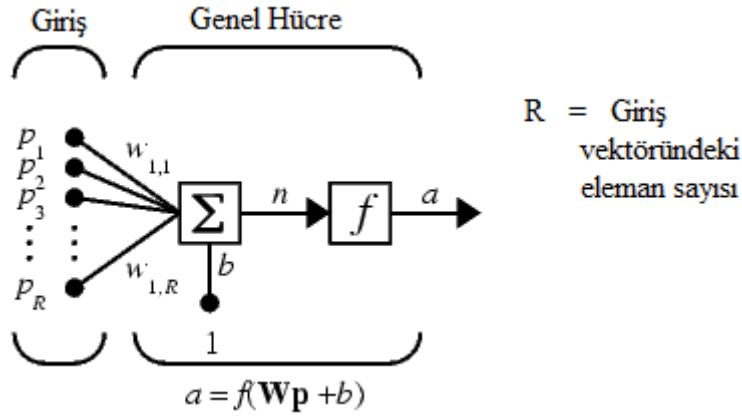 Giriş
Genel Hücre
p1
p2
p3
pR
w1,1
w1,R
Σ
n
f
a
b
1
a = f(Wp +b)
R = Giriş
vektöründeki
eleman sayısı